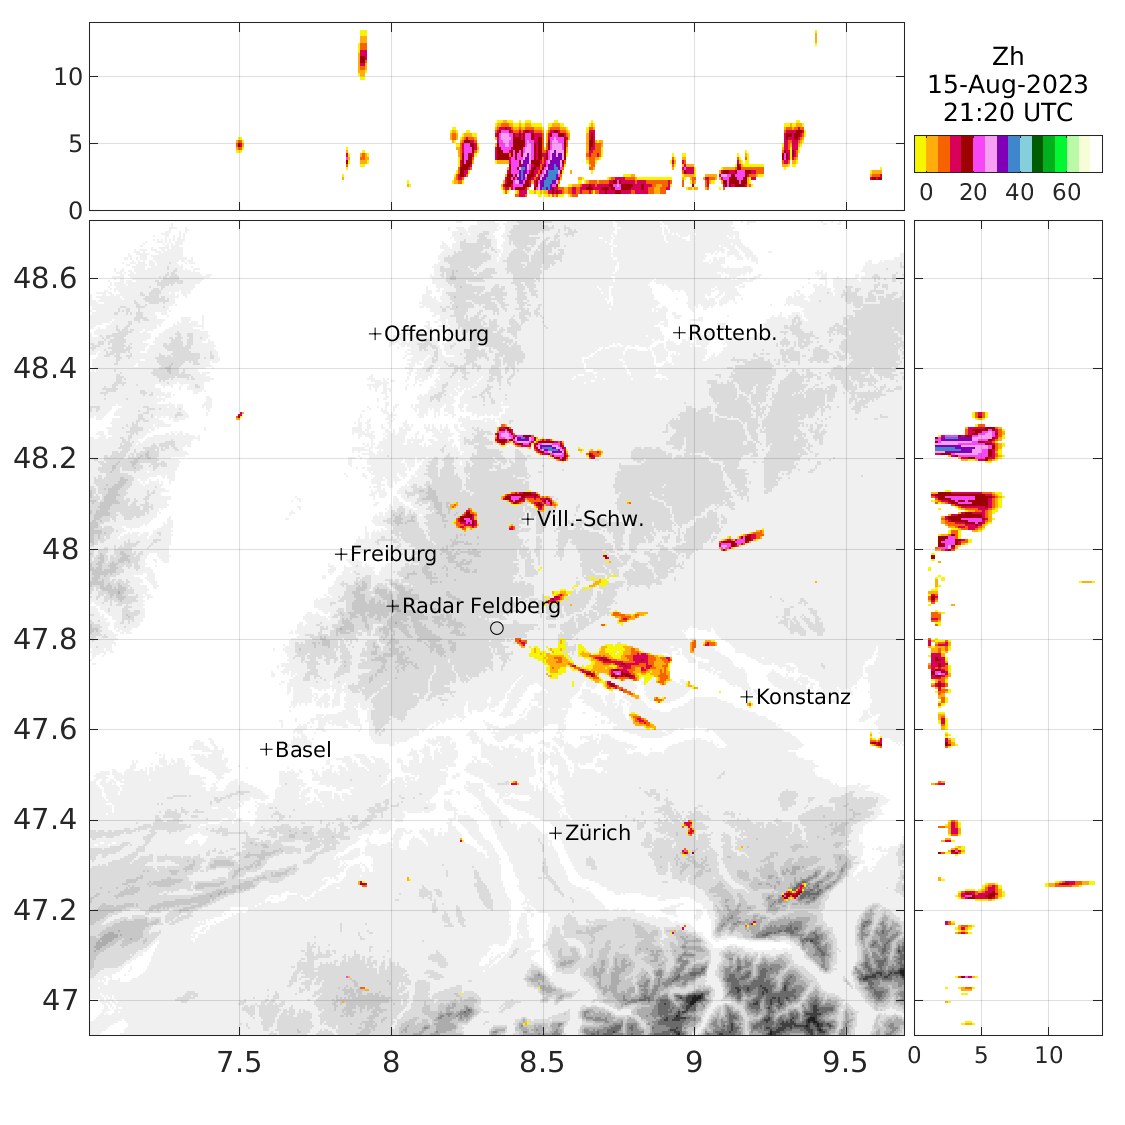 10
5
0
Zh
15-Aug-2023
21:20 UTC
0 20 40 60
48.6
48.4
48.2
48
47.8
47.6
47.4
47.2
47
+Offenburg
+Rottenb.
+Vill.-Schw.
+Freiburg
+Radar Feldberg
+Konstanz
+Basel
+Zürich
7.5 8 8.5 9 9.5
0 5 10